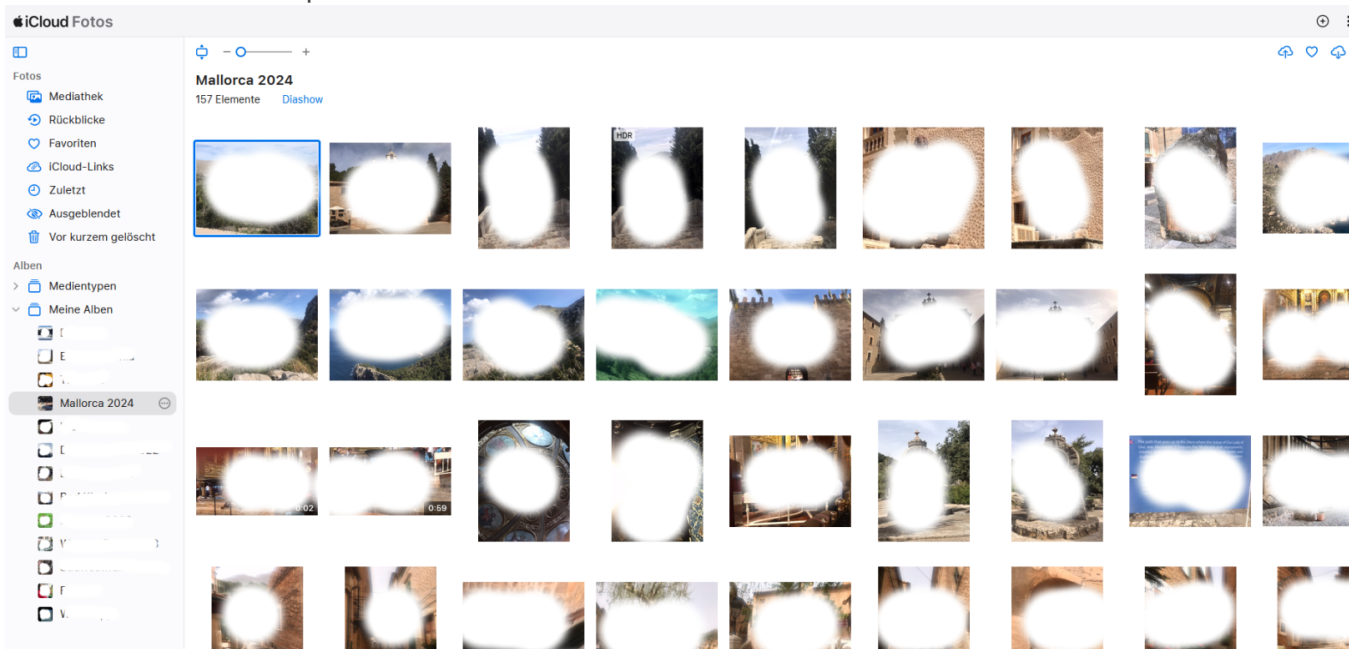 iCloud Fotos
Fotos
Mediathek
Rückblicke
Favoriten
iCloud-Links
Zuletzt
Ausgeblendet
Vor kurzem gelöscht
Alben
Medientypen
Meine Alben
Mallorca 2024
Mallorca 2024
157 Elemente Diashow
HDR
0:02
0:59